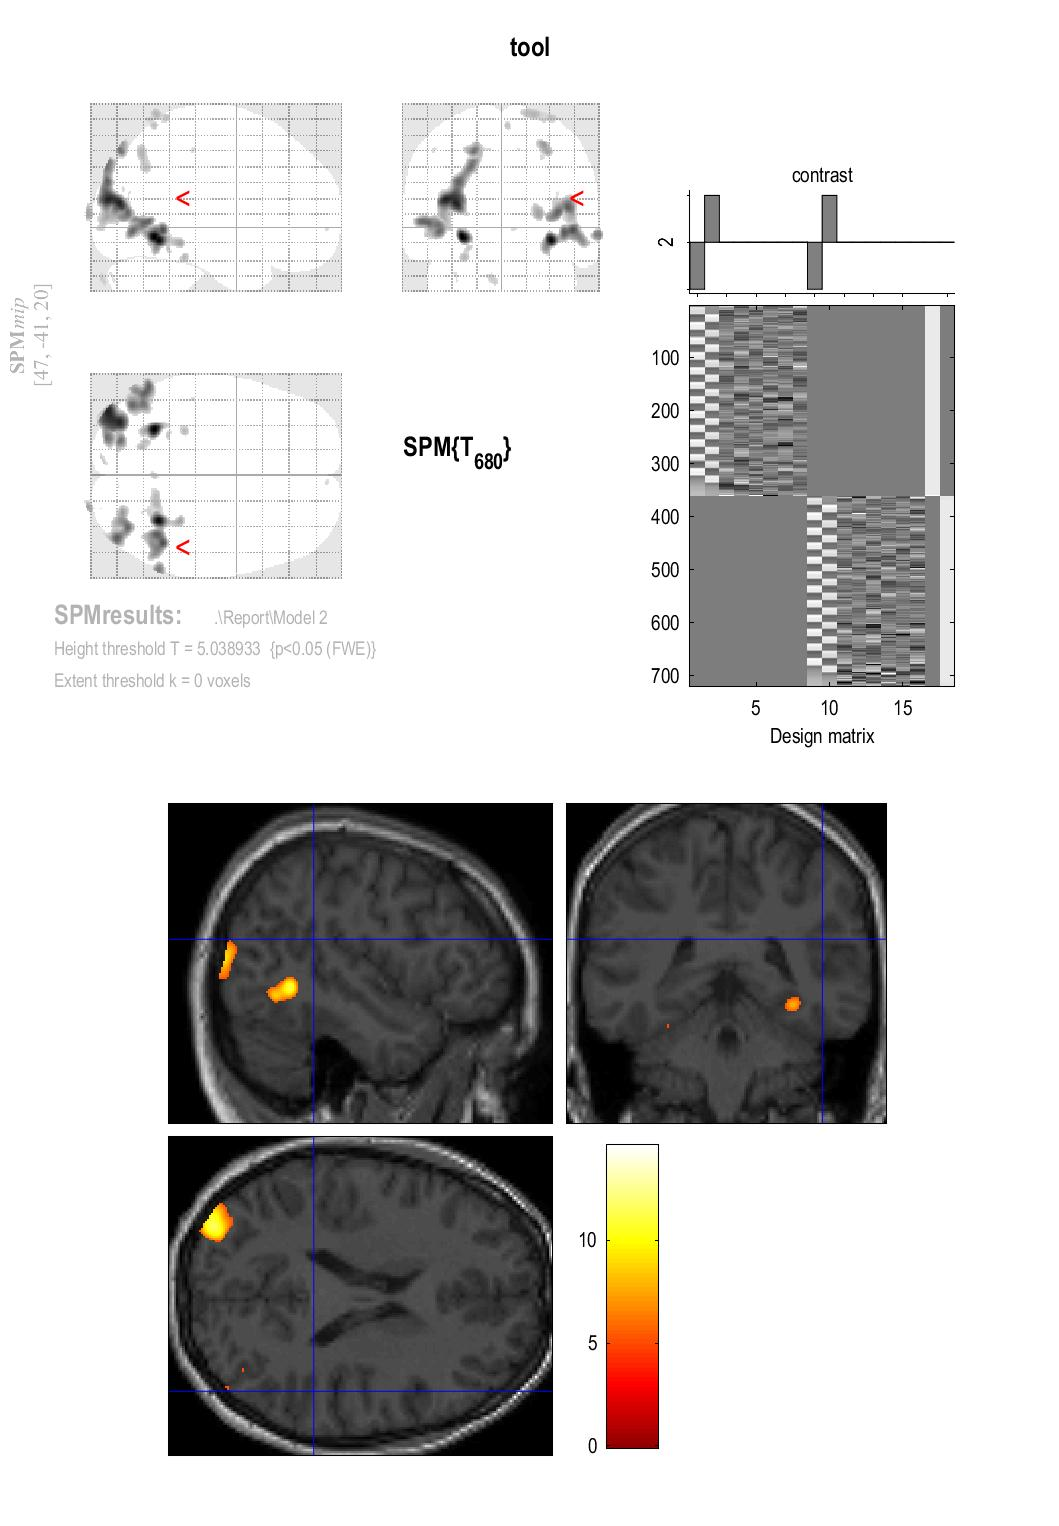 tool
<
<
contrast
2
SPMmip
[47, -41, 20]
<
SPM{T680}
100
200
300
400
500
600
700
5 10 15
Design matrix
SPMresults: .\Report\Model 2
Height threshold T = 5.038933 {p<0.05 (FWE)}
Extent threshold k = 0 voxels
10
5
0